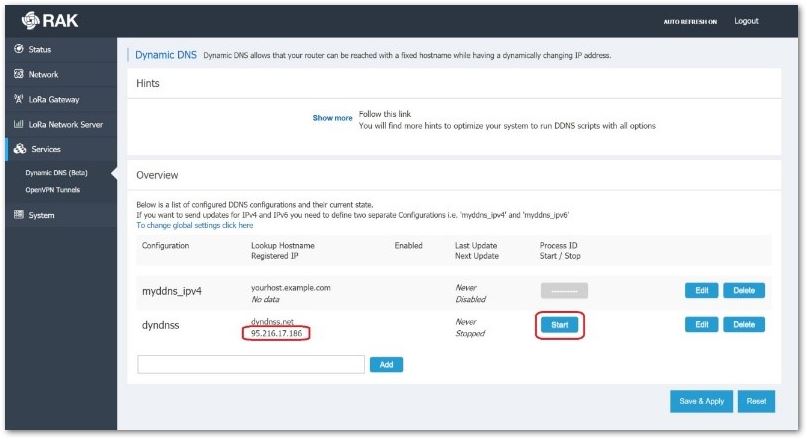 RAK
AUTO REFRESH ON
Logout
Status
Network
LoRa Gateway
LoRa Network Server
Services
Dynamic DNS (Beta)
OpenVPN Tunnels
System
Dynamic DNS Dynamic DNS allows that your router can be reached with a fixed hostname while having a dynamically changing IP address.
Hints
Show more
Follow this link
You will find more hints to optimize your system to run DDNS scripts with all options
Overview
Below is a list of configured DDNS configurations and their current state.
If you want to send updates for IPv4 and IPv6 you need to define two separate Configurations i.e. 'myddns_ipv4' and 'myddns_ipv6'
To change global settings click here
Configuration Lookup Hostname Enabled Last Update Process ID
Registered IP Next Update Start / Stop
myddns_ipv4 yourhost.example.com Never ---------- Edit Delete
No data Disabled
dyndnss dyndnss.net Never Start Edit Delete
95.216.17.186 Stopped
Add
Save & Apply Reset